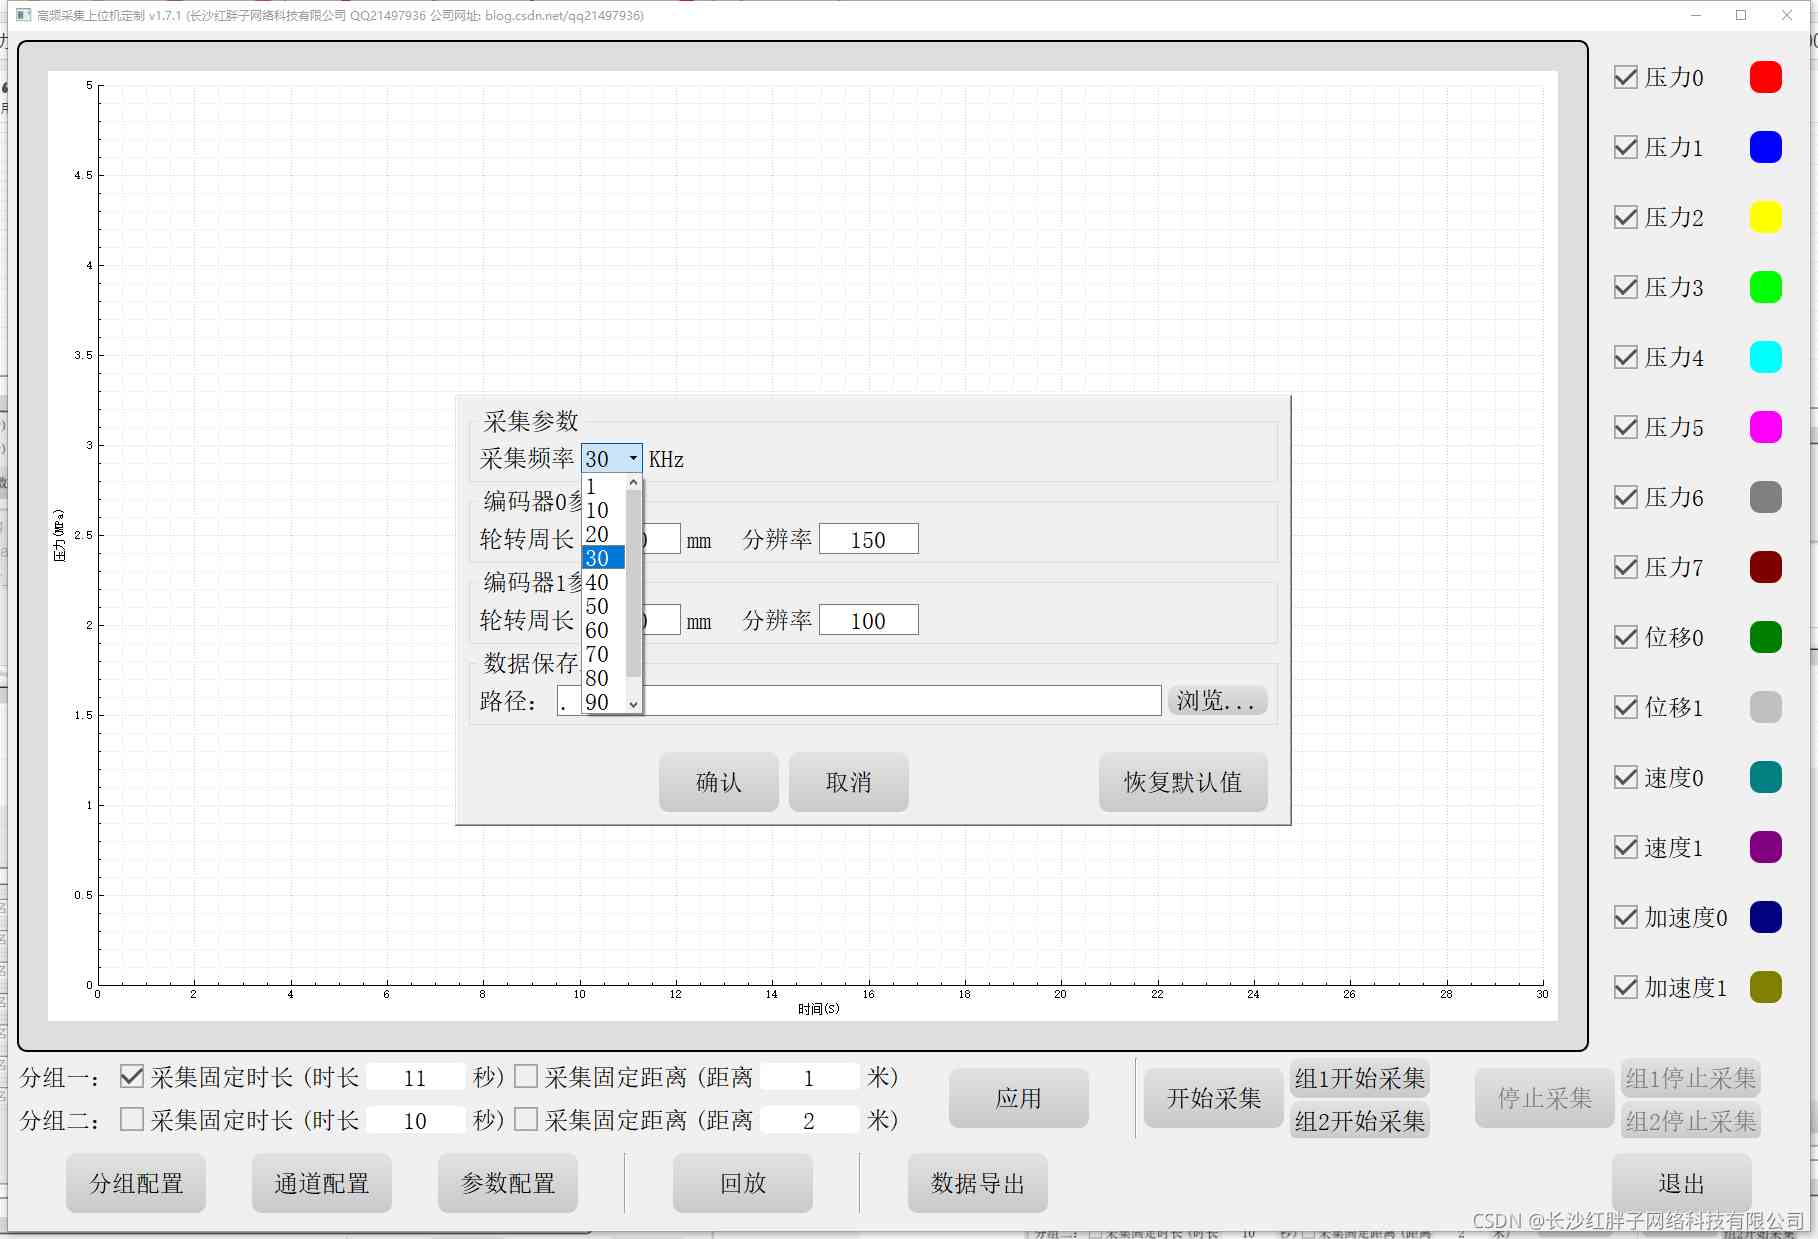 高频采集上位机定制 v1.7.1 (长沙红胖子网络科技有限公司 QQ21497936 公司网址: blog.csdn.net/qq21497936)
5
4.5
4
3.5
3
2.5
2
1.5
1
0.5
0
压力(MPa)
0 2 4 6 8 10 12 14 16 18 20 22 24 26 28 30
时间(S)
采集参数
采集频率 30 KHz
1
10
20
30
40
50
60
70
80
90
编码器0参
轮转周长 mm 分辨率 150
编码器1参
轮转周长 mm 分辨率 100
数据保存
路径: . 浏览...
确认 取消 恢复默认值
压力0
压力1
压力2
压力3
压力4
压力5
压力6
压力7
位移0
位移1
速度0
速度1
加速度0
加速度1
分组一: 采集固定时长 (时长 11 秒) 采集固定距离 (距离 1 米)
分组二: 采集固定时长 (时长 10 秒) 采集固定距离 (距离 2 米)
应用
开始采集
组1开始采集
组2开始采集
停止采集
组1停止采集
组2停止采集
分组配置 通道配置 参数配置 回放 数据导出 退出
CSDN @长沙红胖子网络科技有限公司